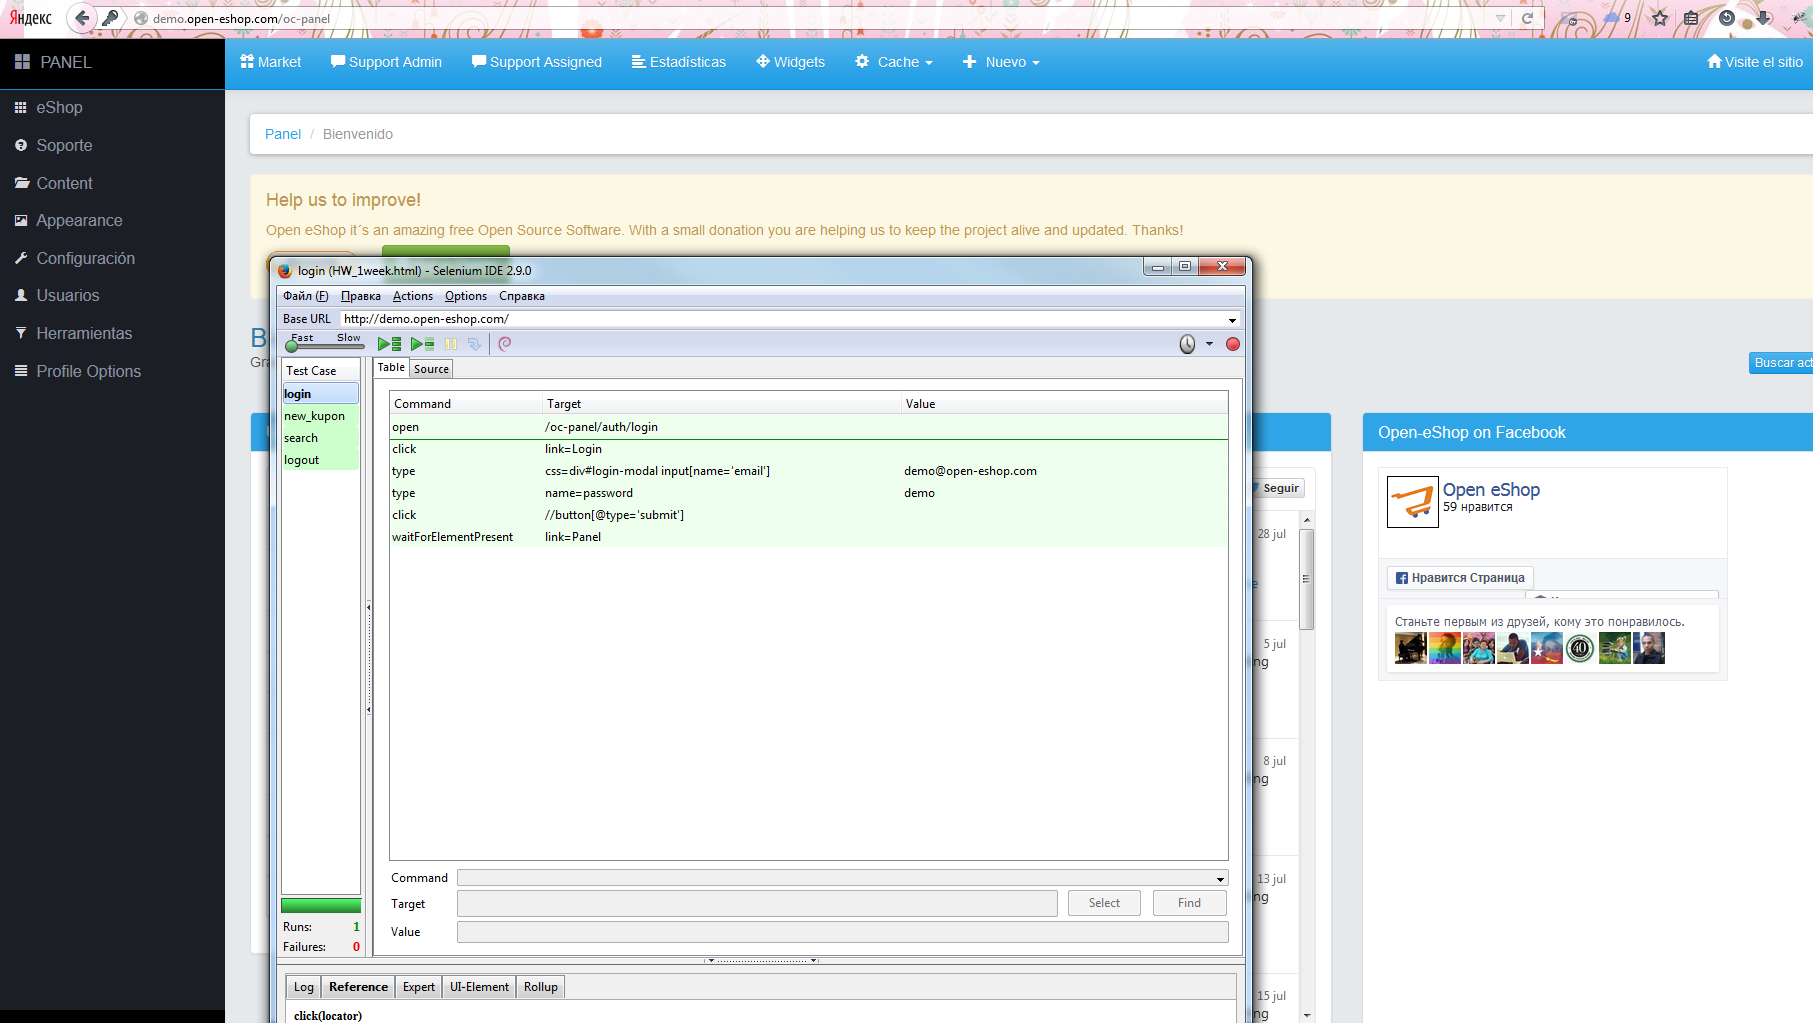 Яндекс
demo.open-eshop.com/oc-panel
9
PANEL
Market
Support Admin
Support Assigned
Estadísticas
Widgets
Cache
Nuevo
Visite el sitio
eShop
Soporte
Content
Appearance
Configuración
Usuarios
Herramientas
Profile Options
Panel / Bienvenido
Help us to improve!
Open eShop it´s an amazing free Open Source Software. With a small donation you are helping us to keep the project alive and updated. Thanks!
B
Gra
Buscar act
login (HW_1week.html) - Selenium IDE 2.9.0
Файл (F) Правка Actions Options Справка
Base URL http://demo.open-eshop.com/
Fast Slow
Test Case
login
new_kupon
search
logout
Table Source
Command Target Value
open /oc-panel/auth/login
click link=Login
type css=div#login-modal input[name='email'] demo@open-eshop.com
type name=password demo
click //button[@type='submit']
waitForElementPresent link=Panel
Command
Target Select Find
Value
Runs: 1
Failures: 0
Log Reference Expert UI-Element Rollup
click(locator)
Seguir
28 jul
e
5 jul
ng
8 jul
ng
13 jul
ng
15 jul
ng
Open-eShop on Facebook
Open eShop
59 нравится
Нравится Страница
Станьте первым из друзей, кому это понравилось.
40